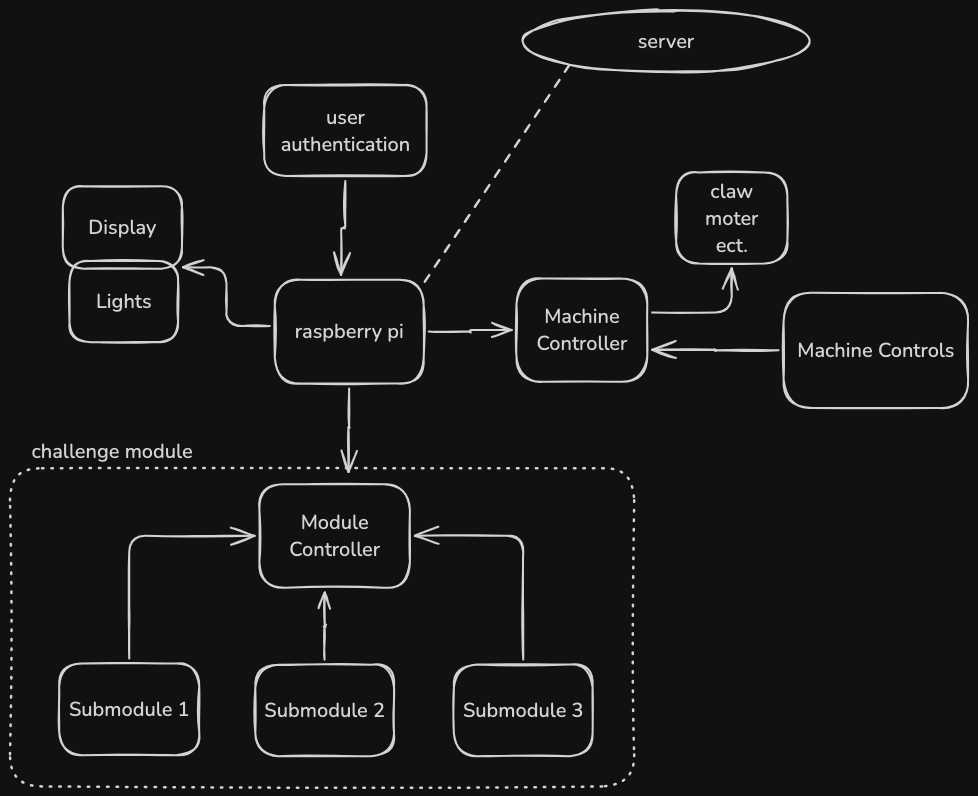 server
user
authentication
claw
moter
ect.
Display
Lights
raspberry pi
Machine
Controller
Machine Controls
challenge module
Module
Controller
Submodule 1
Submodule 2
Submodule 3